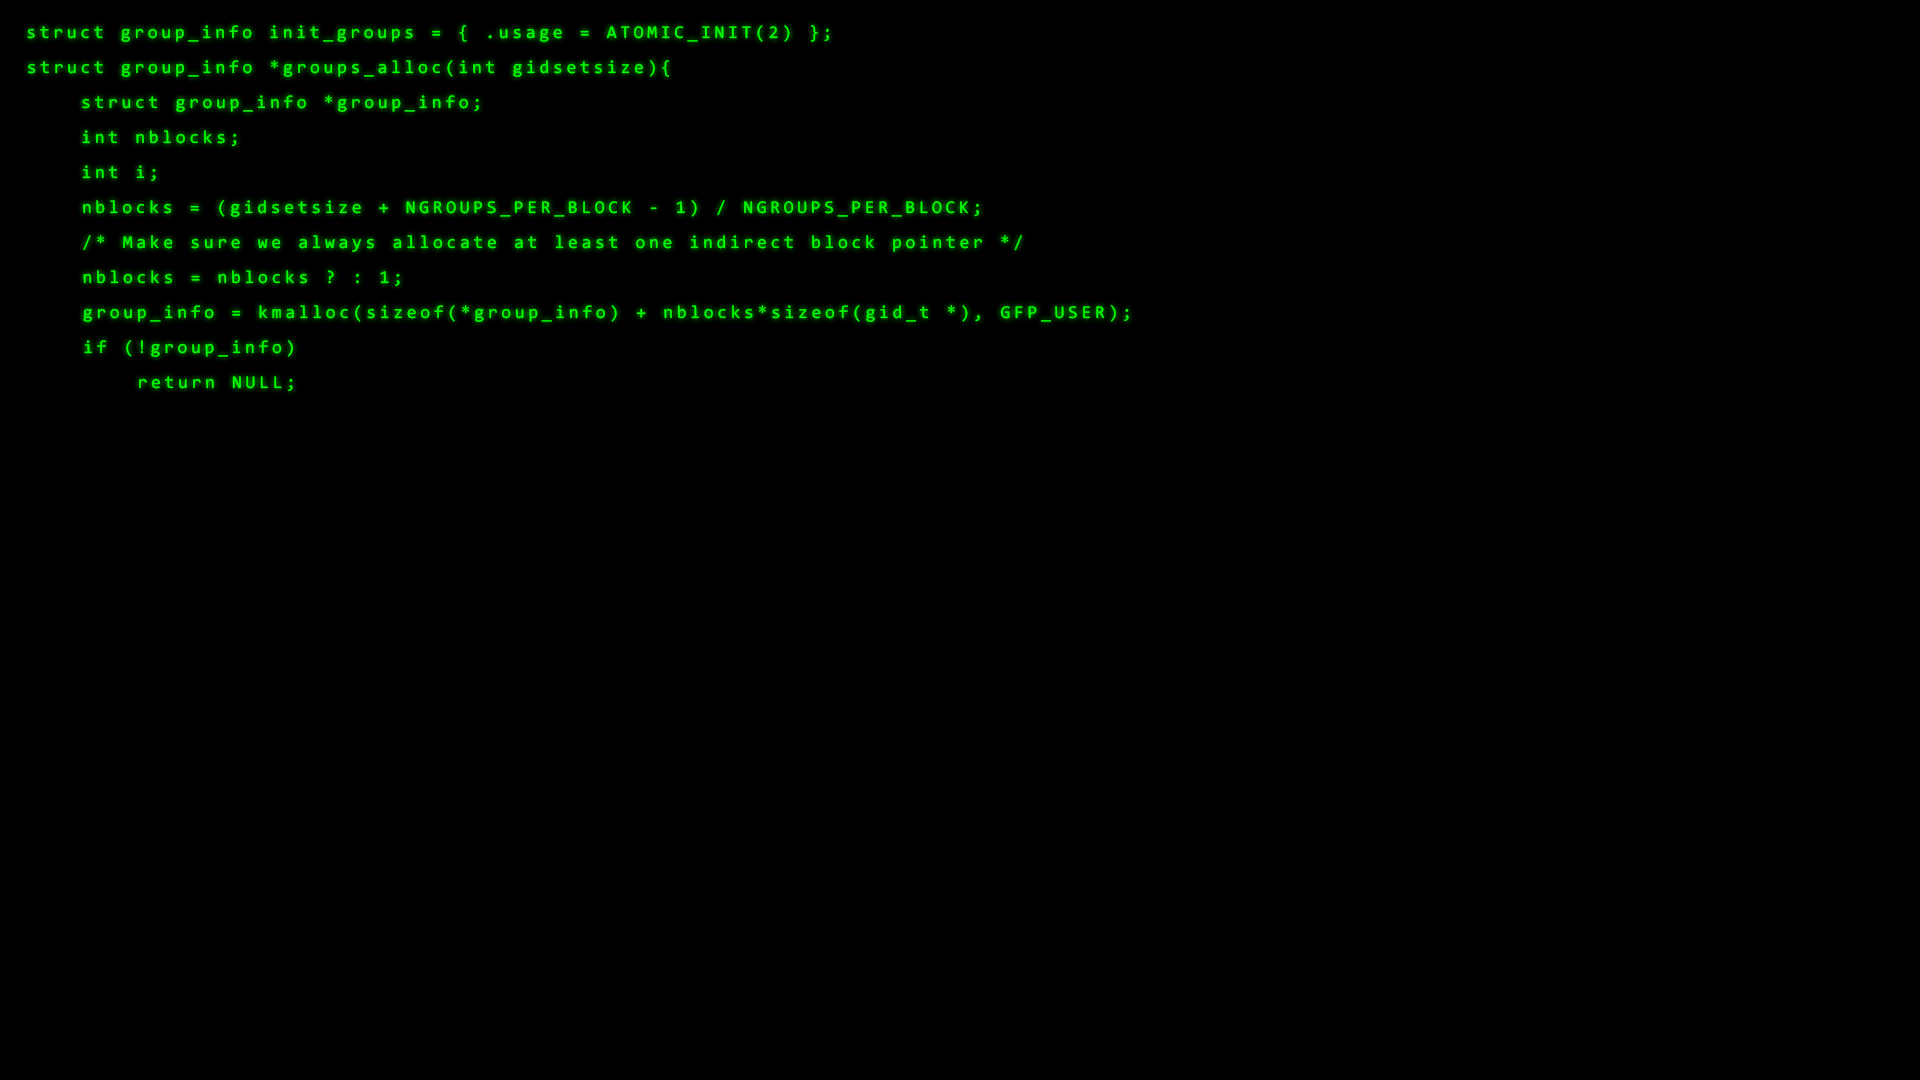 struct group_info init_groups = { .usage = ATOMIC_INIT(2) };
struct group_info *groups_alloc(int gidsetsize){
struct group_info *group_info;
int nblocks;
int i;
nblocks = (gidsetsize + NGROUPS_PER_BLOCK - 1) / NGROUPS_PER_BLOCK;
/* Make sure we always allocate at least one indirect block pointer */
nblocks = nblocks ? : 1;
group_info = kmalloc(sizeof(*group_info) + nblocks*sizeof(gid_t *), GFP_USER);
if (!group_info)
return NULL;